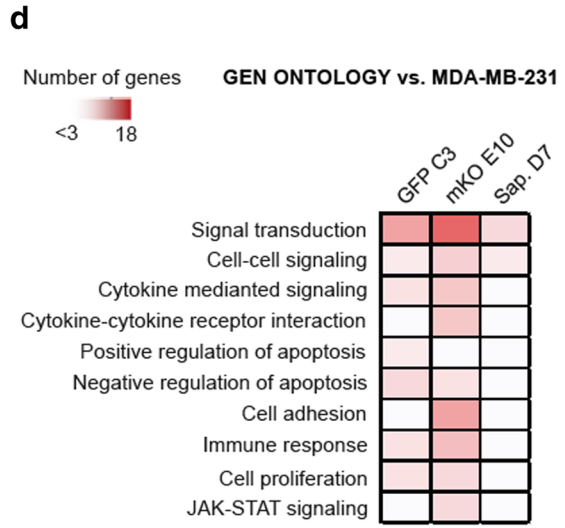 d
Number of genes
<3 18
GEN ONTOLOGY vs. MDA-MB-231
GFP C3
mKO E10
Sap. D7
Signal transduction
Cell-cell signaling
Cytokine medianted signaling
Cytokine-cytokine receptor interaction
Positive regulation of apoptosis
Negative regulation of apoptosis
Cell adhesion
Immune response
Cell proliferation
JAK-STAT signaling